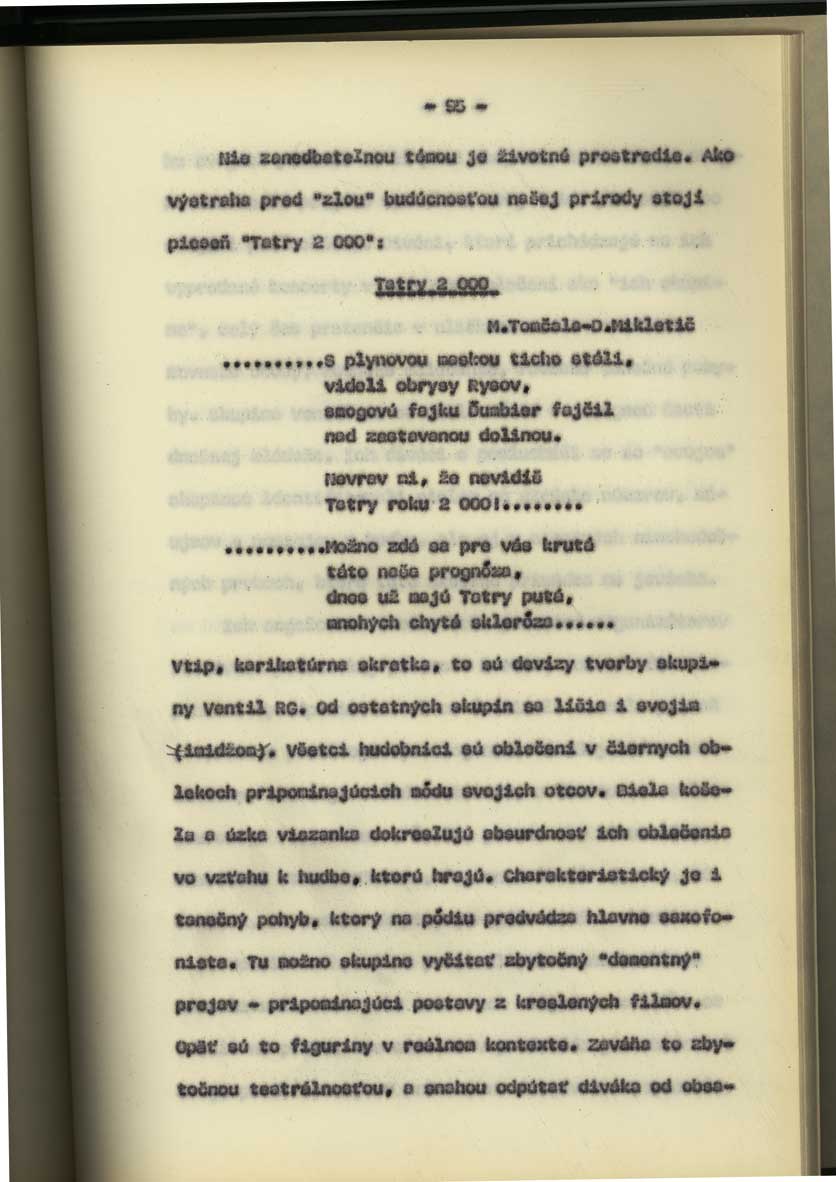 - 95 -
Nie zanedbateľnou témou je životné prostredie. Ako
výstraha pred "zlou" budúcnosťou našej prírody stojí
pieseň "Tatry 2 000":
Tatry 2 000
M.Tomčala-D.Mikletič
..........S plynovou maskou ticho stáli,
videli obrysy Rysov,
smogovú fajku Ďumbier fajčil
nad zastavanou dolinou.
Nevrav mi, že nevidíš
Tatry roku 2 000!........
..........Možno zdá sa pre vás krutá
táto naša prognóza,
dnes už majú Tatry putá,
mnohých chytá skleróza......
Vtip, karikatúrna skratka, to sú devízy tvorby skupi-
ny Ventil RG. Od ostatných skupín sa líšia i svojim
(imidžom). Všetci hudobníci sú oblečení v čiernych ob-
lekoch pripomínajúcich módu svojich otcov. Biela koše-
ľa a úzka viazanka dokresľujú absurdnosť ich oblečenia
vo vzťahu k hudbe, ktorú hrajú. Charakteristický je i
tanečný pohyb, ktorý na pódiu predvádza hlavne saxofo-
nista. Tu možno skupine vyčítať zbytočný "dementný"
prejav - pripomínajúci postavy z kreslených filmov.
Opäť sú to figuríny v reálnom kontexte. Zaváňa to zby-
točnou teatrálnosťou, a snahou odpútať diváka od obsa-